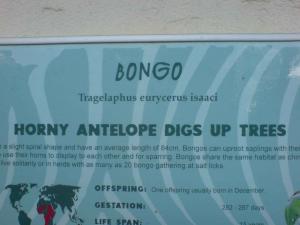 BONGO
Tragelaphus eurycerus isaaci
HORNY ANTELOPE DIGS UP TREES
a slight spiral shape and have an average length of 84cm. Bongos can uproot saplings with their
use their horns to display to each other and for sparring. Bongos share the same habitat as
live solitarily or in herds with as many as 20 bongo gathering at salt licks
OFFSPRING: One offspring usually born in December
GESTATION: 282 - 287 days
LIFE SPAN: